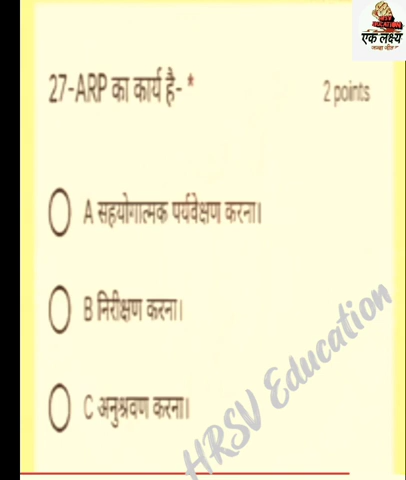 एक लक्ष्य
27-ARP का कार्य है- *
2 points
A सहयोगात्मक पर्यवेक्षण करना।
B निरीक्षण करना।
C अनुश्रवण करना।
HRSV Education